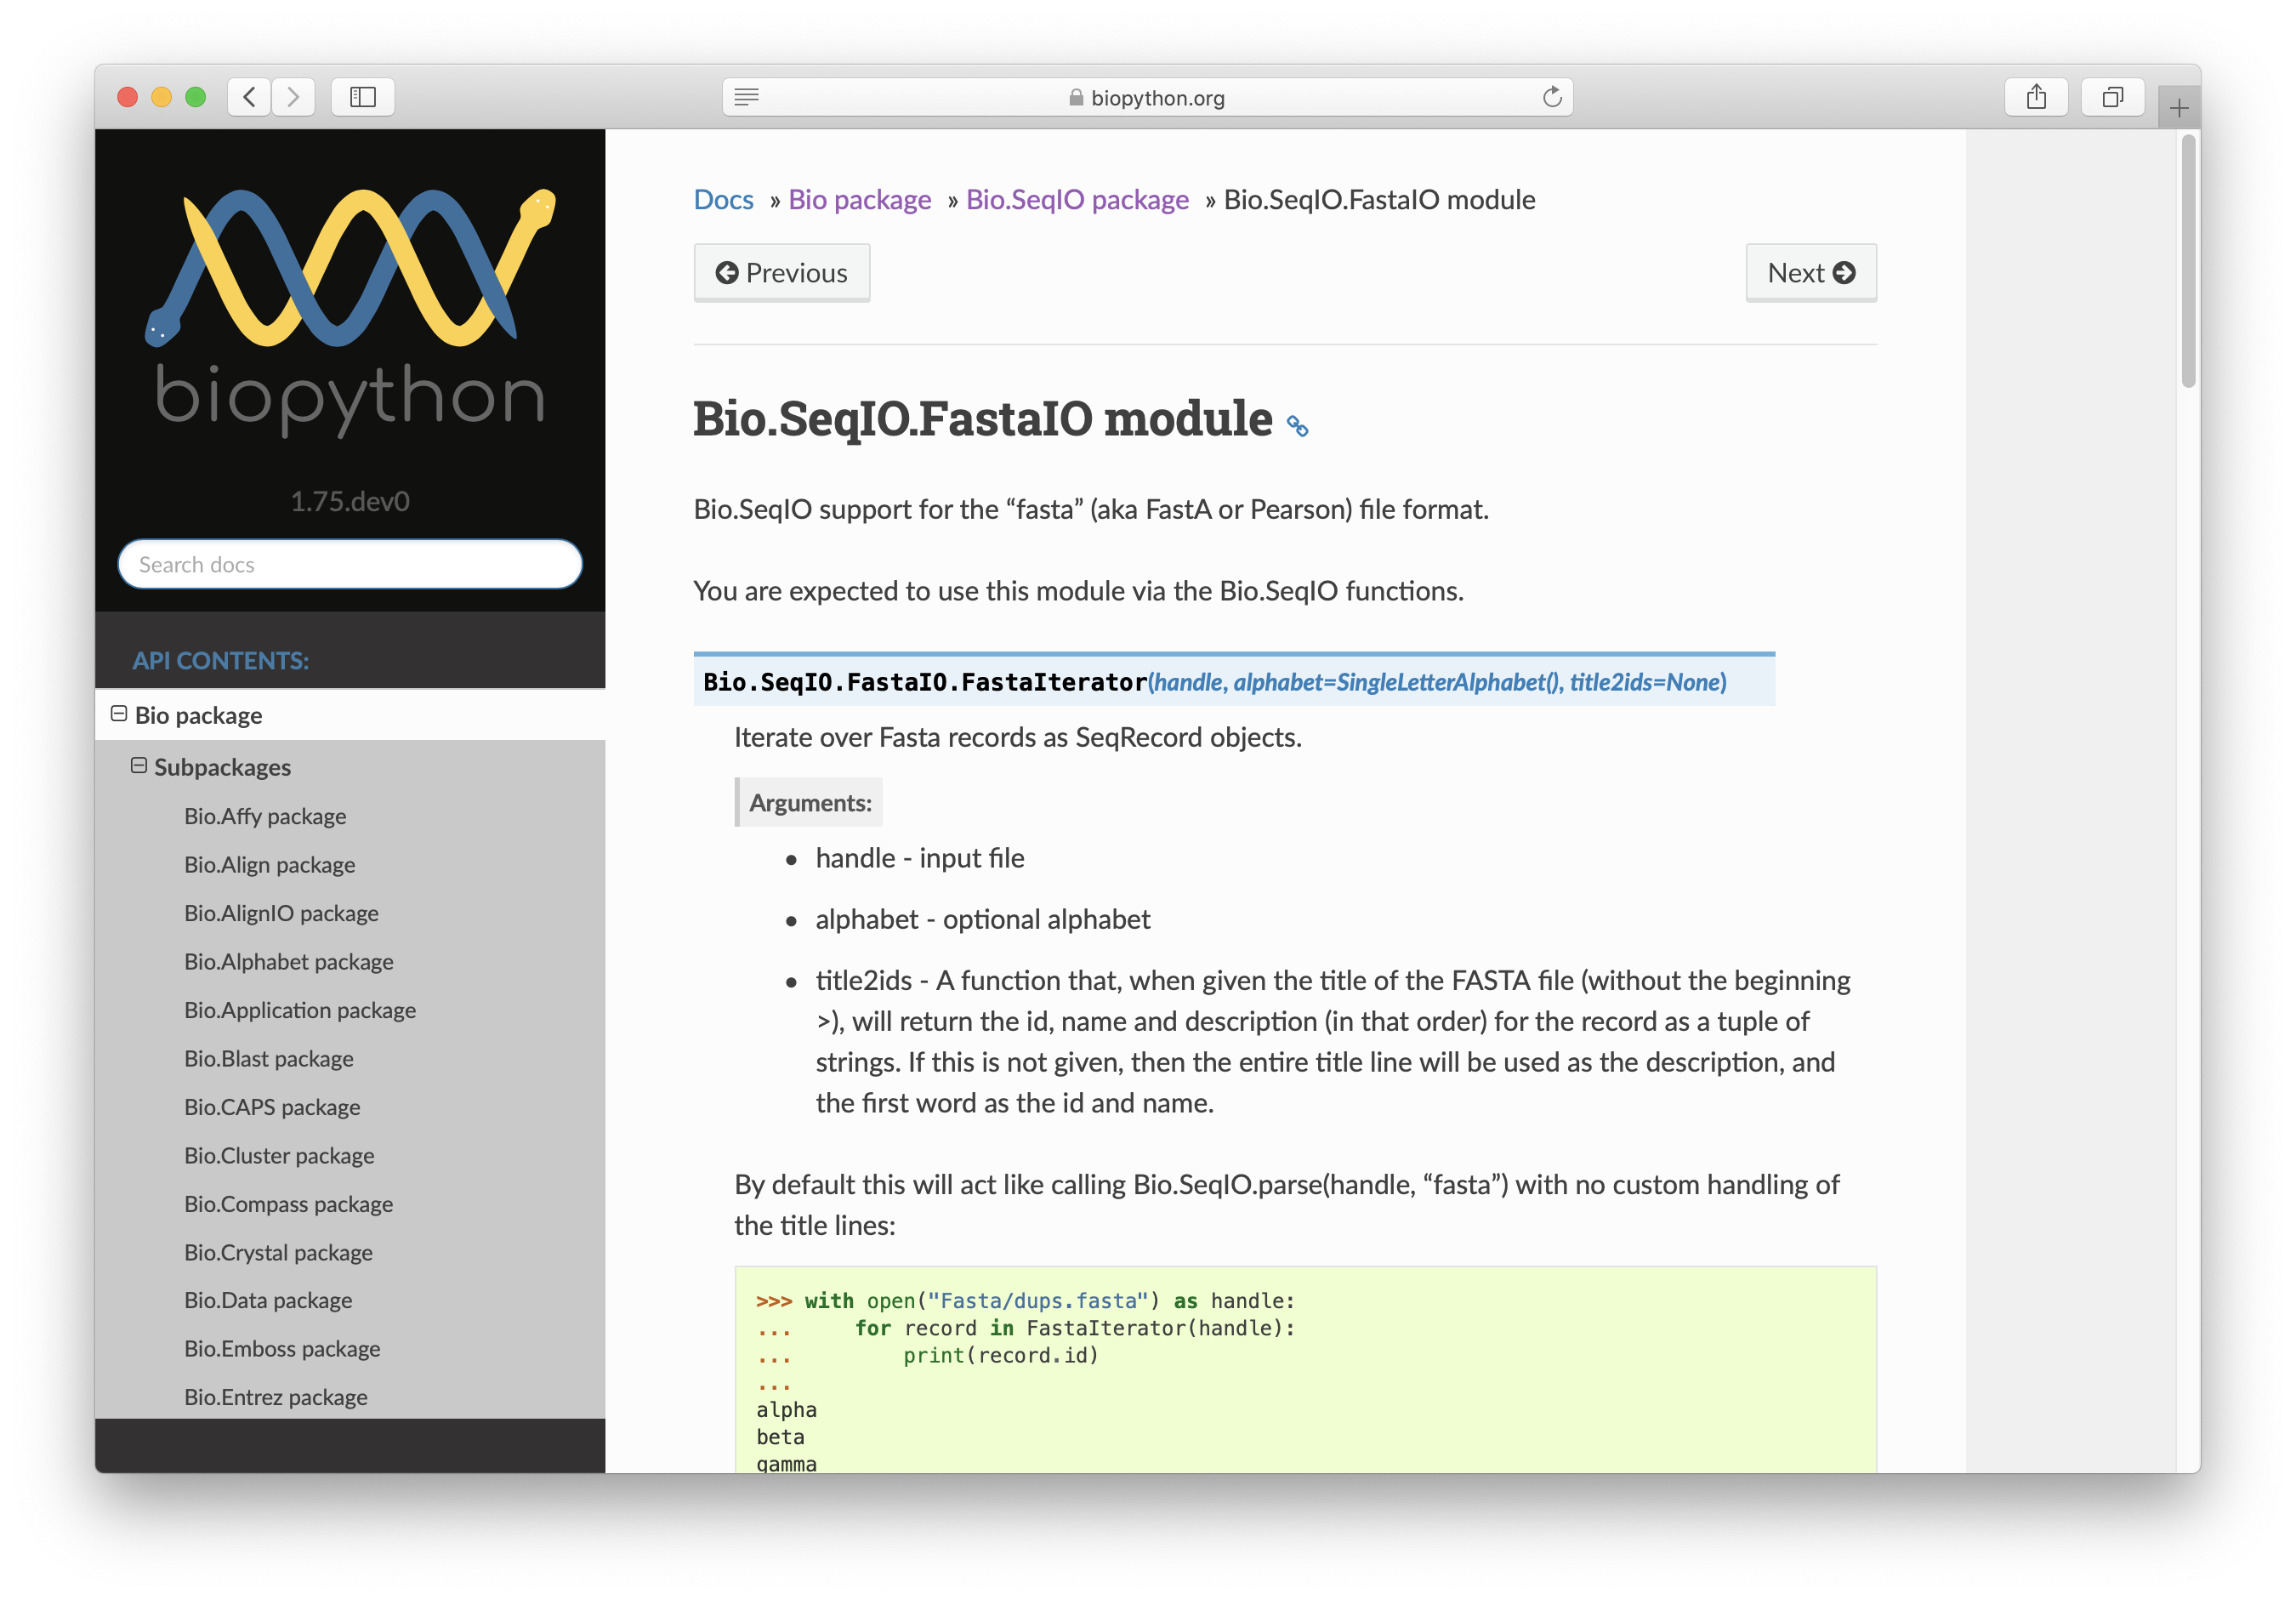 biopython.org
biopython
1.75.dev0
Search docs
API CONTENTS:
Bio package
Subpackages
Bio.Affy package
Bio.Align package
Bio.AlignIO package
Bio.Alphabet package
Bio.Application package
Bio.Blast package
Bio.CAPS package
Bio.Cluster package
Bio.Compass package
Bio.Crystal package
Bio.Data package
Bio.Emboss package
Bio.Entrez package
Docs » Bio package » Bio.SeqIO package » Bio.SeqIO.FastaIO module
Previous
Next
Bio.SeqIO.FastaIO module
Bio.SeqIO support for the “fasta” (aka FastA or Pearson) file format.
You are expected to use this module via the Bio.SeqIO functions.
Bio.SeqIO.FastaIO.FastaIterator(handle, alphabet=SingleLetterAlphabet(), title2ids=None)
Iterate over Fasta records as SeqRecord objects.
Arguments:
• handle - input file
• alphabet - optional alphabet
• title2ids - A function that, when given the title of the FASTA file (without the beginning
>), will return the id, name and description (in that order) for the record as a tuple of
strings. If this is not given, then the entire title line will be used as the description, and
the first word as the id and name.
By default this will act like calling Bio.SeqIO.parse(handle, “fasta”) with no custom handling of
the title lines:
>>> with open("Fasta/dups.fasta") as handle:
...     for record in FastaIterator(handle):
...         print(record.id)
...
alpha
beta
gamma